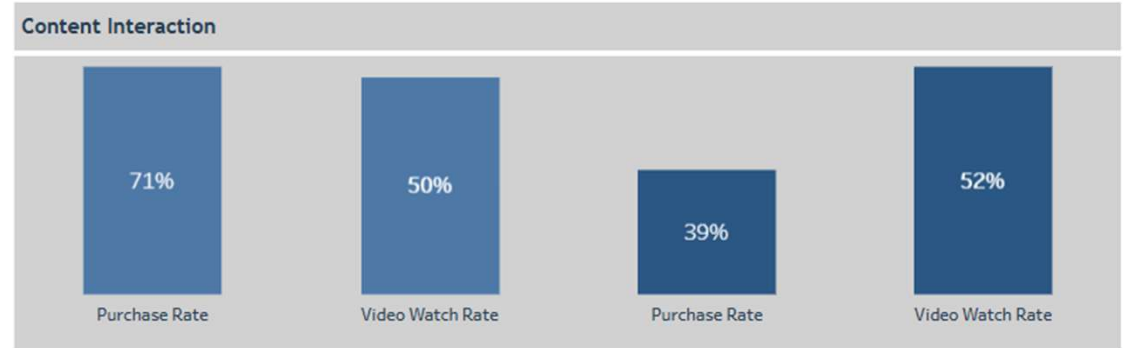 Content Interaction
71%
50%
39%
52%
Purchase Rate
Video Watch Rate
Purchase Rate
Video Watch Rate